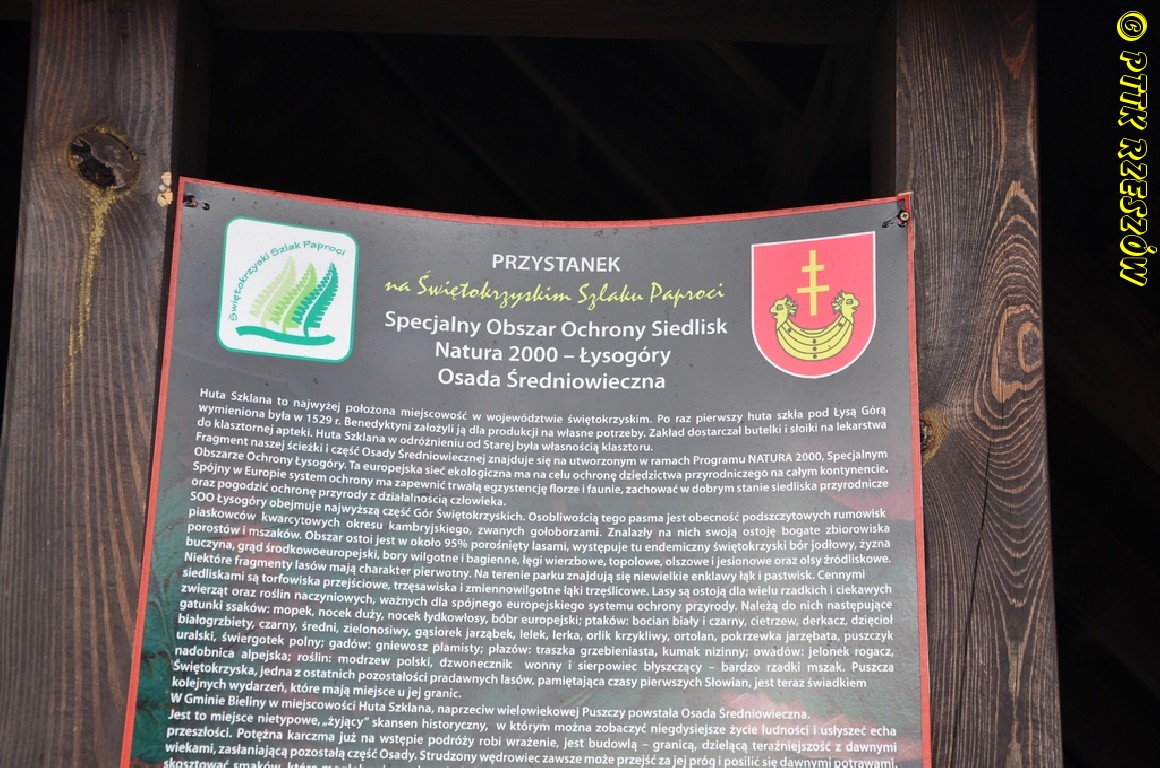 © PTTK RZESZÓW
Świętokrzyski Szlak Paproci
PRZYSTANEK
na Świętokrzyskim Szlaku Paproci
Specjalny Obszar Ochrony Siedlisk
Natura 2000 – Łysogóry
Osada Średniowieczna
Huta Szklana to najwyżej położona miejscowość w województwie świętokrzyskim. Po raz pierwszy huta szkła pod Łysą Górą
wymieniona była w 1529 r. Benedyktyni założyli ją dla produkcji na własne potrzeby. Zakład dostarczał butelki i słoiki na lekarstwa
do klasztornej apteki. Huta Szklana w odróżnieniu od Starej była własnością klasztoru.
Fragment naszej ścieżki i część Osady Średniowiecznej znajduje się na utworzonym w ramach Programu NATURA 2000, Specjalnym
Obszarze Ochrony Łysogóry. Ta europejska sieć ekologiczna ma na celu ochronę dziedzictwa przyrodniczego na całym kontynencie.
Spójny w Europie system ochrony ma zapewnić trwałą egzystencję florze i faunie, zachować w dobrym stanie siedliska przyrodnicze
oraz pogodzić ochronę przyrody z działalnością człowieka.
SOO Łysogóry obejmuje najwyższą część Gór Świętokrzyskich. Osobliwością tego pasma jest obecność podszczytowych rumowisk
piaskowców kwarcytowych okresu kambryjskiego, zwanych gołoborzami. Znalazły na nich swoją ostoję bogate zbiorowiska
porostów i mszaków. Obszar ostoi jest w około 95% porośnięty lasami, występuje tu endemiczny świętokrzyski bór jodłowy, żyzna
buczyna, grąd środkowoeuropejski, bory wilgotne i bagienne, łęgi wierzbowe, topolowe, olszowe i jesionowe oraz olsy źródliskowe.
Niektóre fragmenty lasów mają charakter pierwotny. Na terenie parku znajdują się niewielkie enklawy łąk i pastwisk. Cennymi
siedliskami są torfowiska przejściowe, trzęsawiska i zmiennowilgotne łąki trzęślicowe. Lasy są ostoją dla wielu rzadkich i ciekawych
zwierząt oraz roślin naczyniowych, ważnych dla spójnego europejskiego systemu ochrony przyrody. Należą do nich następujące
gatunki ssaków: mopek, nocek duży, nocek łydkowłosy, bóbr europejski; ptaków: bocian biały i czarny, cietrzew, derkacz, dzięcioł
białogrzbiety, czarny, średni, zielonosiwy, gąsiorek jarząbek, lelek, lerka, orlik krzykliwy, ortolan, pokrzewka jarzębata, puszczyk
uralski, świergotek polny; gadów: gniewosz plamisty; płazów: traszka grzebieniasta, kumak nizinny; owadów: jelonek rogacz,
nadobnica alpejska; roślin: modrzew polski, dzwonecznik wonny i sierpowiec błyszczący – bardzo rzadki mszak. Puszcza
Świętokrzyska, jedna z ostatnich pozostałości pradawnych lasów, pamiętająca czasy pierwszych Słowian, jest teraz świadkiem
kolejnych wydarzeń, które mają miejsce u jej granic.
W Gminie Bieliny w miejscowości Huta Szklana, naprzeciw wielowiekowej Puszczy powstała Osada Średniowieczna.
Jest to miejsce nietypowe, „żyjący” skansen historyczny, w którym można zobaczyć niegdysiejsze życie ludności i usłyszeć echa
przeszłości. Potężna karczma już na wstępie podróży robi wrażenie, jest budowlą – granicą, dzielącą teraźniejszość z dawnymi
wiekami, zasłaniającą pozostałą część Osady. Strudzony wędrowiec zawsze może przejść za jej próg i posilić się dawnymi potrawami,
skosztować smaków, które